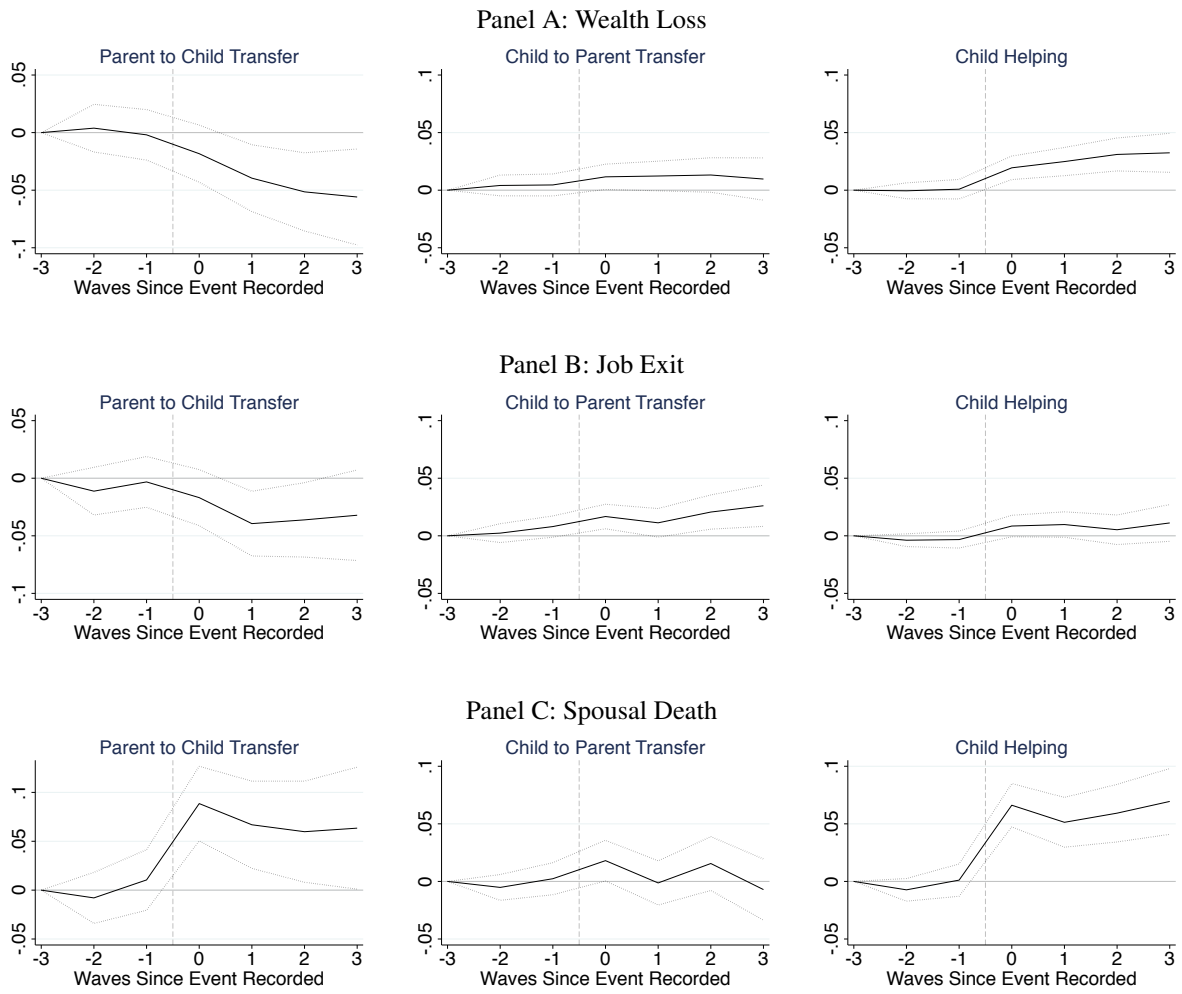 Panel A: Wealth Loss
Parent to Child Transfer
.05
0
-.05
-.1
-3 -2 -1 0 1 2 3
Waves Since Event Recorded
Child to Parent Transfer
.1
.05
0
-.05
-3 -2 -1 0 1 2 3
Waves Since Event Recorded
Child Helping
.1
.05
0
-.05
-3 -2 -1 0 1 2 3
Waves Since Event Recorded
Panel B: Job Exit
Parent to Child Transfer
.05
0
-.05
-.1
-3 -2 -1 0 1 2 3
Waves Since Event Recorded
Child to Parent Transfer
.1
.05
0
-.05
-3 -2 -1 0 1 2 3
Waves Since Event Recorded
Child Helping
.1
.05
0
-.05
-3 -2 -1 0 1 2 3
Waves Since Event Recorded
Panel C: Spousal Death
Parent to Child Transfer
.1
.05
0
-.05
-3 -2 -1 0 1 2 3
Waves Since Event Recorded
Child to Parent Transfer
.1
.05
0
-.05
-3 -2 -1 0 1 2 3
Waves Since Event Recorded
Child Helping
.1
.05
0
-.05
-3 -2 -1 0 1 2 3
Waves Since Event Recorded